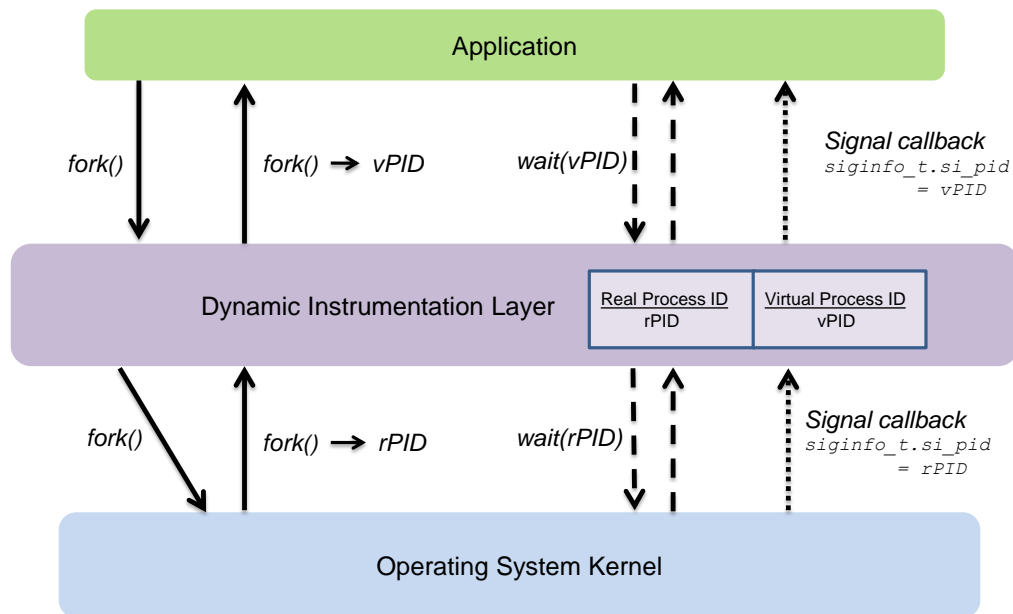 Application
fork()
fork() → vPID
wait(vPID)
Signal callback
siginfo_t.si_pid
= vPID
Dynamic Instrumentation Layer
Real Process ID
rPID
Virtual Process ID
vPID
fork()
fork() → rPID
wait(rPID)
Signal callback
siginfo_t.si_pid
= rPID
Operating System Kernel